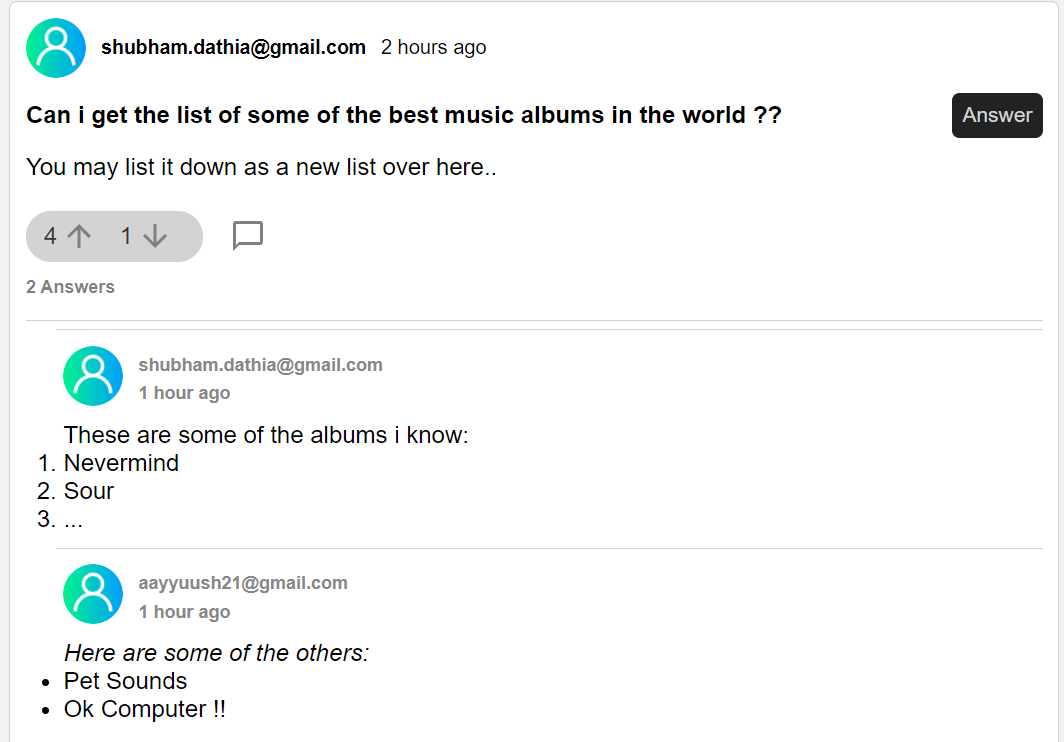 shubham.dathia@gmail.com 2 hours ago
Can i get the list of some of the best music albums in the world ??
Answer
You may list it down as a new list over here..
4 1
2 Answers
shubham.dathia@gmail.com
1 hour ago
These are some of the albums i know:
1. Nevermind
2. Sour
3. ...
aayyuush21@gmail.com
1 hour ago
Here are some of the others:
• Pet Sounds
• Ok Computer !!